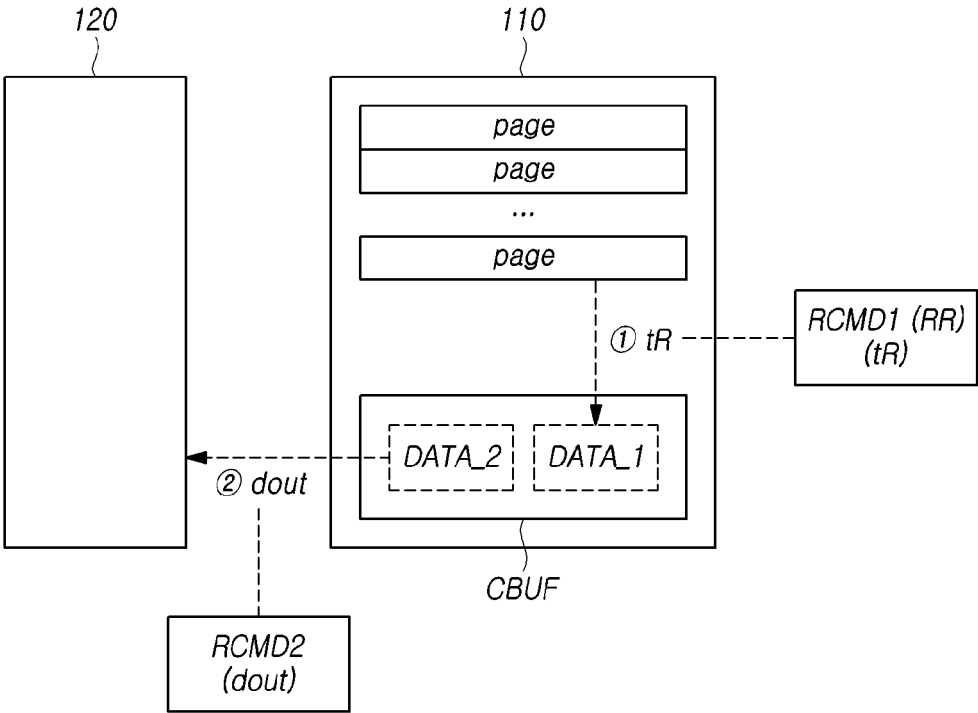 120
110
page
page
...
page
① tR
RCMD1 (RR)
(tR)
DATA_2
DATA_1
② dout
CBUF
RCMD2
(dout)